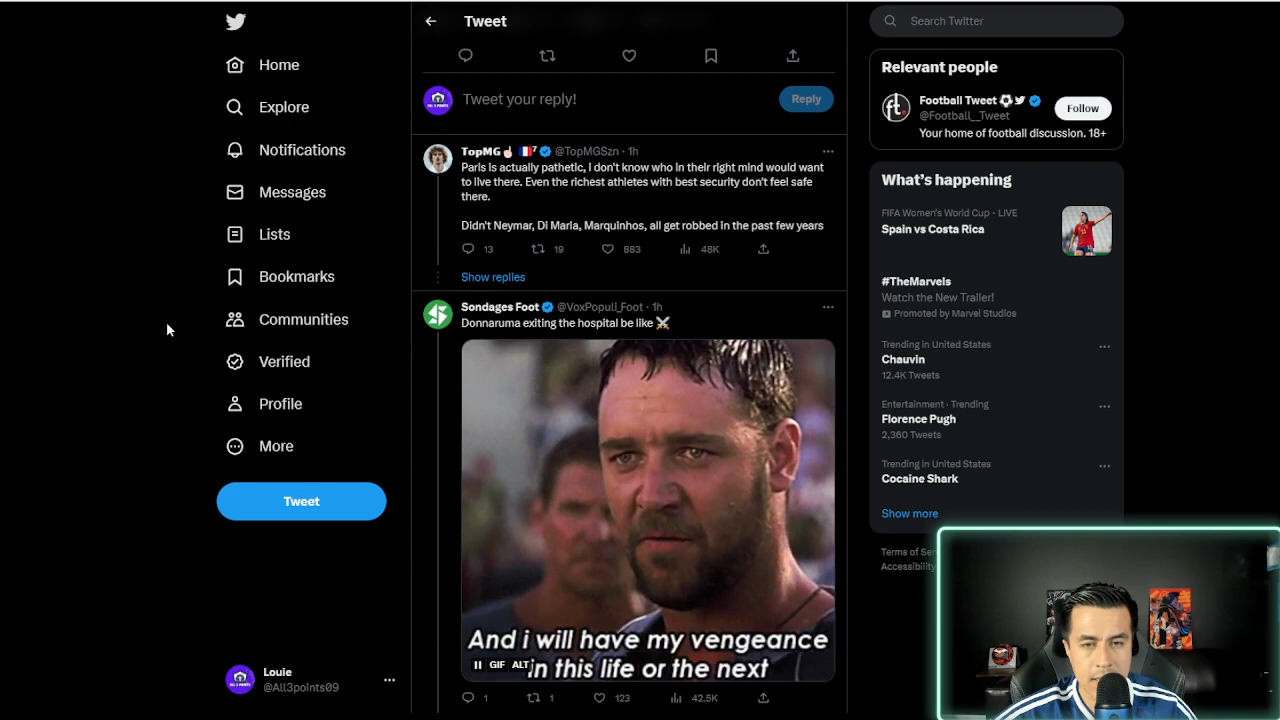 Tweet
Search Twitter
Home
Explore
Notifications
Messages
Lists
Bookmarks
Communities
Verified
Profile
More
Tweet
Louie
@All3points09
Tweet your reply!
Reply
TopMG @TopMGSzn · 1h
Paris is actually pathetic, I don't know who in their right mind would want
to live there. Even the richest athletes with best security don't feel safe
there.
Didn't Neymar, Di Maria, Marquinhos, all get robbed in the past few years
13 19 883 48K
Show replies
Sondages Foot @VoxPopuli_Foot · 1h
Donnaruma exiting the hospital be like
And i will have my vengeance
in this life or the next
GIF ALT
1 1 123 42.5K
Relevant people
Football Tweet
@Football__Tweet
Follow
Your home of football discussion. 18+
What's happening
FIFA Women's World Cup · LIVE
Spain vs Costa Rica
#TheMarvels
Watch the New Trailer!
Promoted by Marvel Studios
Trending in United States
Chauvin
12.4K Tweets
Entertainment · Trending
Florence Pugh
2,360 Tweets
Trending in United States
Cocaine Shark
Show more
Terms of Ser
Accessibility